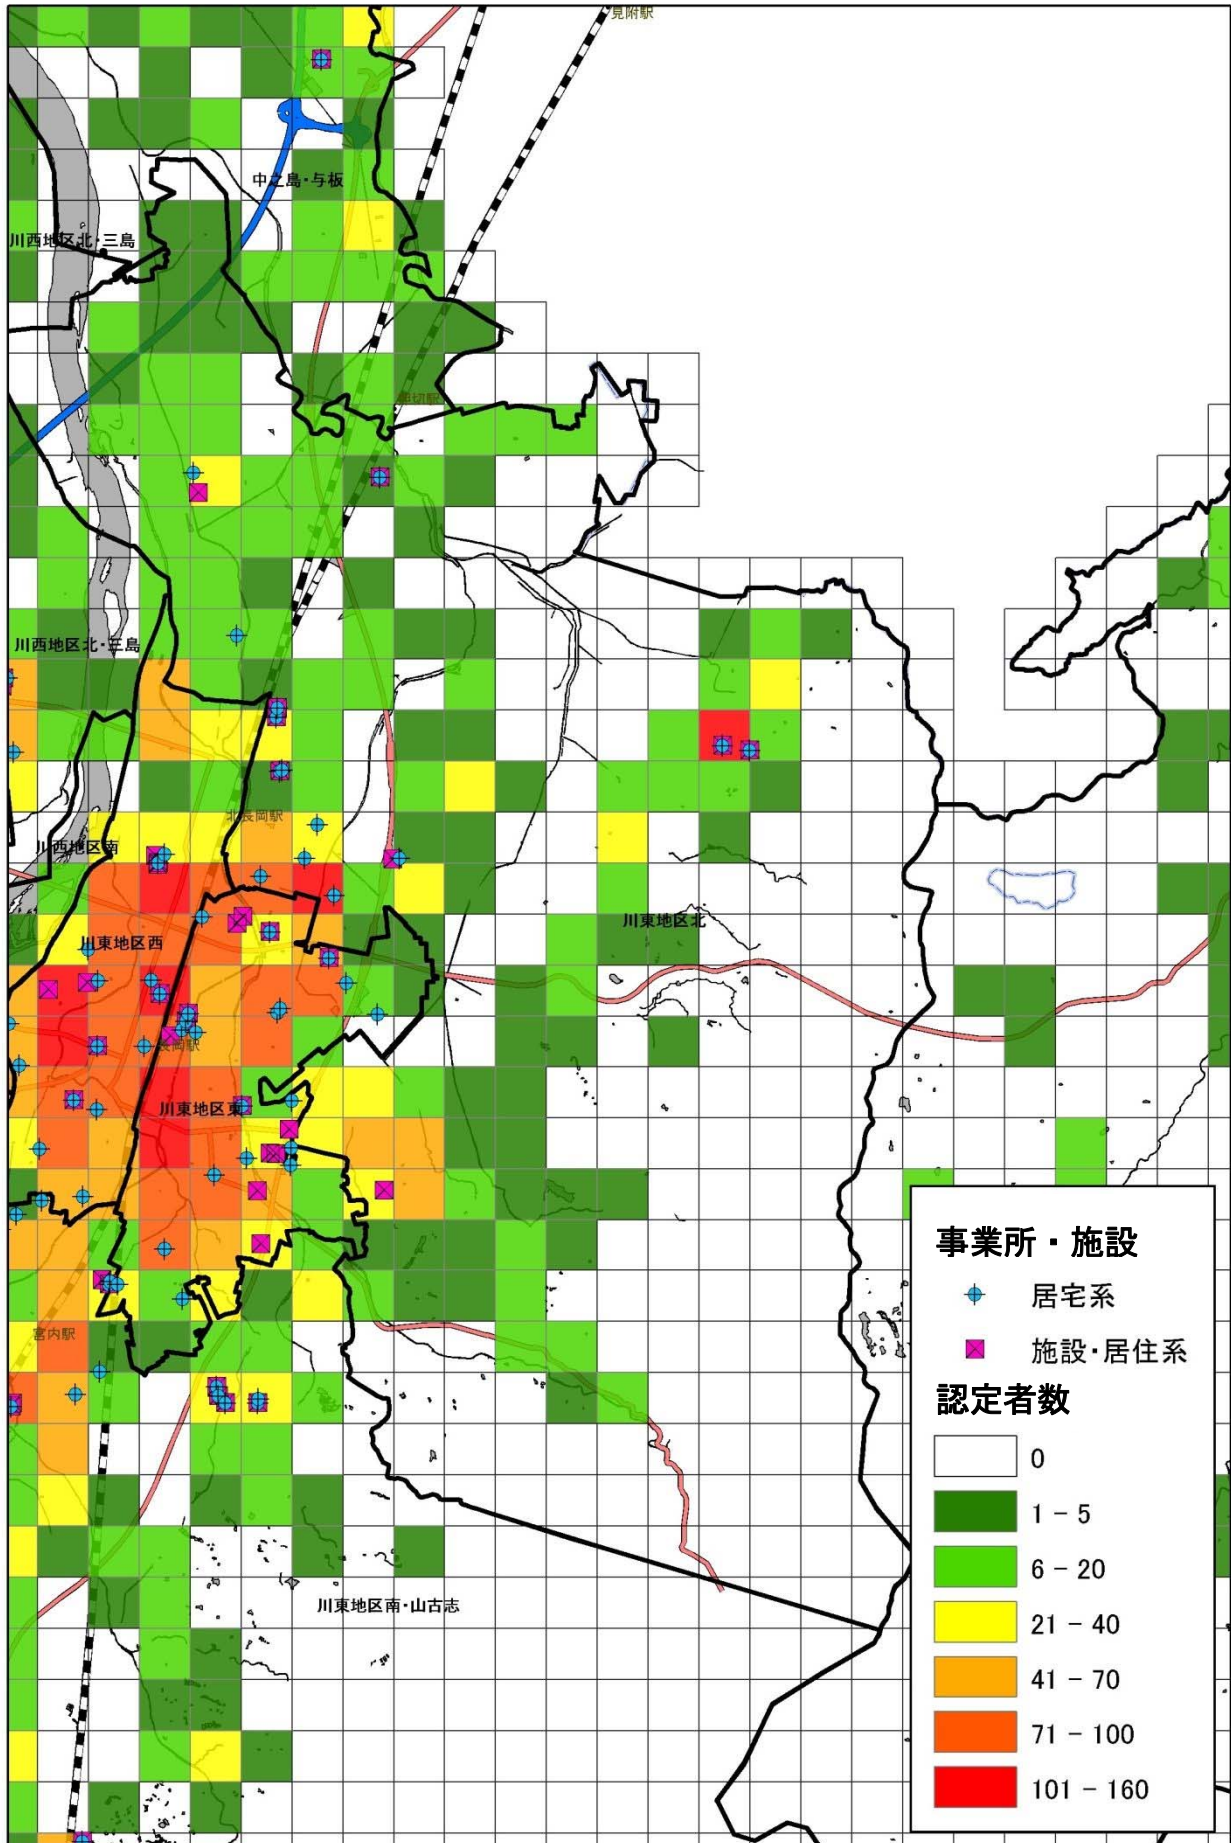 見附駅
中之島・与板
川西地区北・三島
川西地区北・三島
北長岡駅
川西地区南
川東地区北
川東地区西
長岡駅
川東地区東
宮内駅
川東地区南・山古志
事業所・施設
居宅系
施設・居住系
認定者数
0
1 - 5
6 - 20
21 - 40
41 - 70
71 - 100
101 - 160